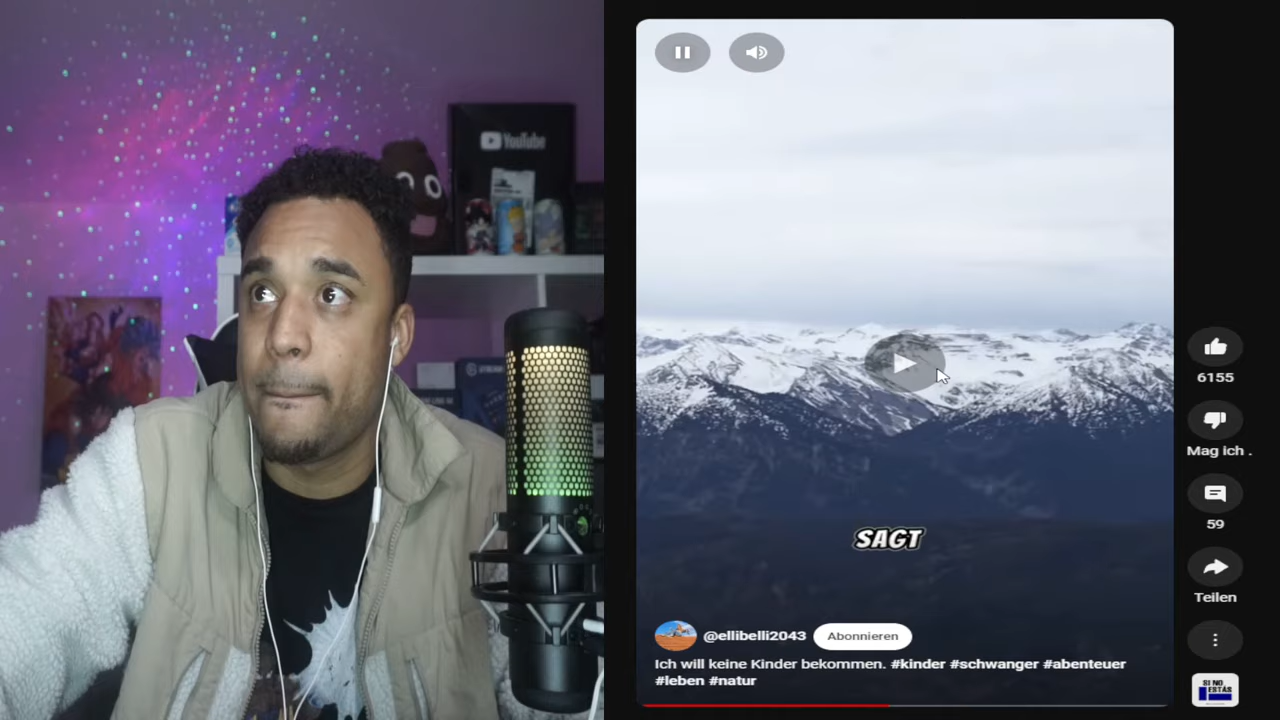 YouTube
SAGT
@ellibelli2043
Abonnieren
Ich will keine Kinder bekommen. #kinder #schwanger #abenteuer
#leben #natur
6155
Mag ich .
59
Teilen
SI NO
ESTÁS